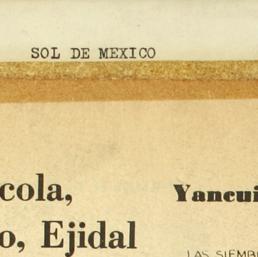 SOL DE MEXICO
cola,
o, Ejidal
Yancui
LAS SIEMB